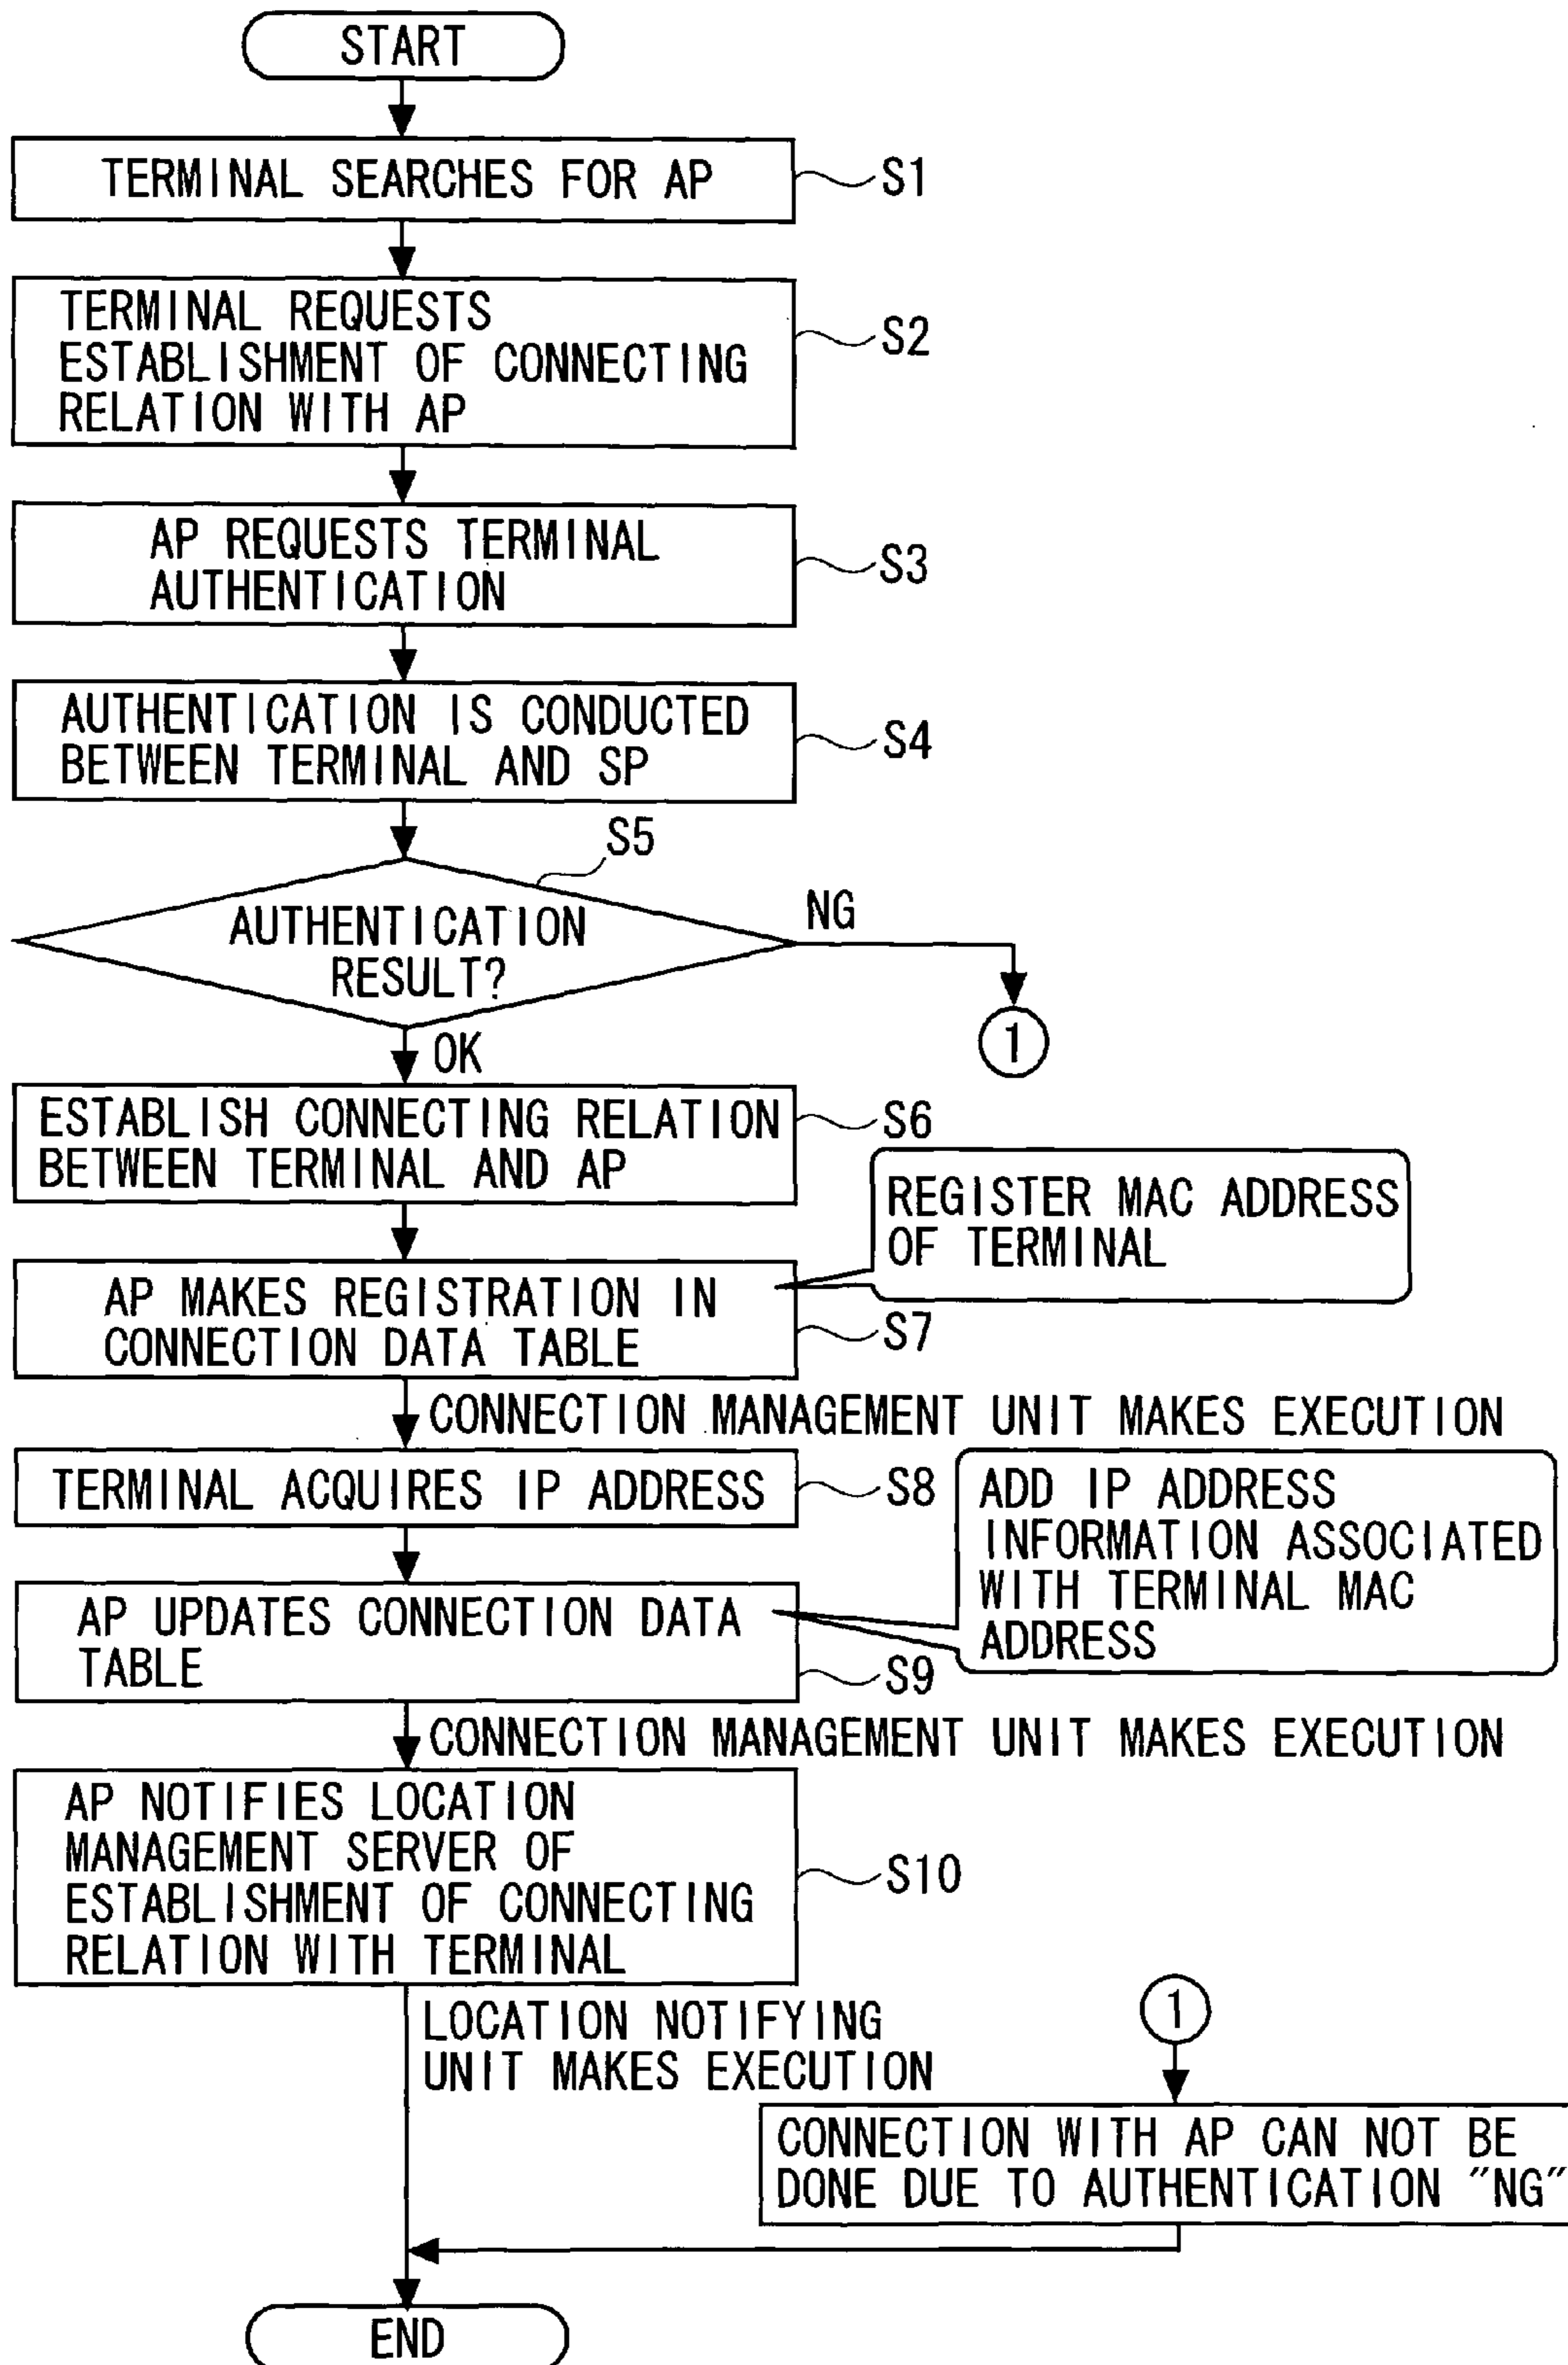 START
TERMINAL SEARCHES FOR AP
S1
TERMINAL REQUESTS
ESTABLISHMENT OF CONNECTING
RELATION WITH AP
S2
AP REQUESTS TERMINAL
AUTHENTICATION
S3
AUTHENTICATION IS CONDUCTED
BETWEEN TERMINAL AND SP
S4
S5
AUTHENTICATION
RESULT?
NG
1
OK
ESTABLISH CONNECTING RELATION
BETWEEN TERMINAL AND AP
S6
REGISTER MAC ADDRESS
OF TERMINAL
AP MAKES REGISTRATION IN
CONNECTION DATA TABLE
S7
CONNECTION MANAGEMENT UNIT MAKES EXECUTION
TERMINAL ACQUIRES IP ADDRESS
S8
ADD IP ADDRESS
INFORMATION ASSOCIATED
WITH TERMINAL MAC
ADDRESS
AP UPDATES CONNECTION DATA
TABLE
S9
CONNECTION MANAGEMENT UNIT MAKES EXECUTION
AP NOTIFIES LOCATION
MANAGEMENT SERVER OF
ESTABLISHMENT OF CONNECTING
RELATION WITH TERMINAL
S10
LOCATION NOTIFYING
UNIT MAKES EXECUTION
1
CONNECTION WITH AP CAN NOT BE
DONE DUE TO AUTHENTICATION "NG"
END